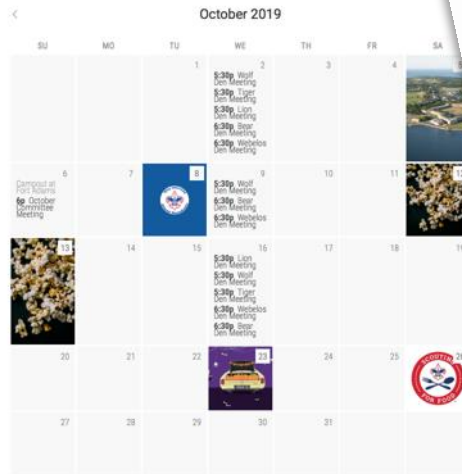 October 2019
SU MO TU WE TH FR SA
1 2 3 4 5
5:30p Wolf
Den Meeting
5:30p Tiger
Den Meeting
5:30p Lion
Den Meeting
6:30p Bear
Den Meeting
6:30p Webelos
Den Meeting
6 7 8 9 10 11 12
Campout at
Fort Adams
6p October
Committee
Meeting
5:30p Wolf
Den Meeting
6:30p Bear
Den Meeting
6:30p Webelos
Den Meeting
13 14 15 16 17 18 19
5:30p Lion
Den Meeting
5:30p Wolf
Den Meeting
5:30p Tiger
Den Meeting
6:30p Webelos
Den Meeting
6:30p Bear
Den Meeting
20 21 22 23 24 25 26
SCOUTING
FOR FOOD
27 28 29 30 31